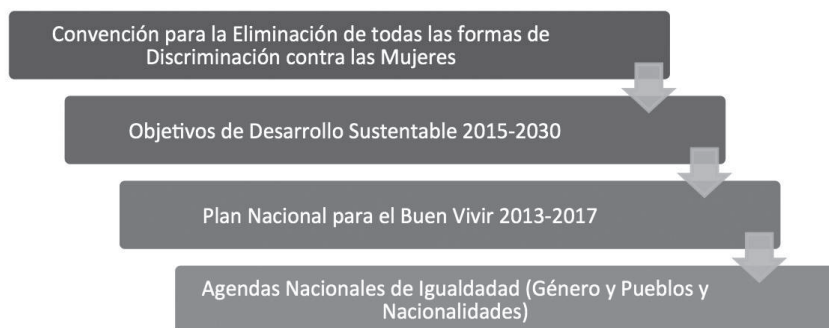 Convención para la Eliminación de todas las formas de
Discriminación contra las Mujeres
Objetivos de Desarrollo Sustentable 2015-2030
Plan Nacional para el Buen Vivir 2013-2017
Agendas Nacionales de Igualdadad (Género y Pueblos y
Nacionalidades)